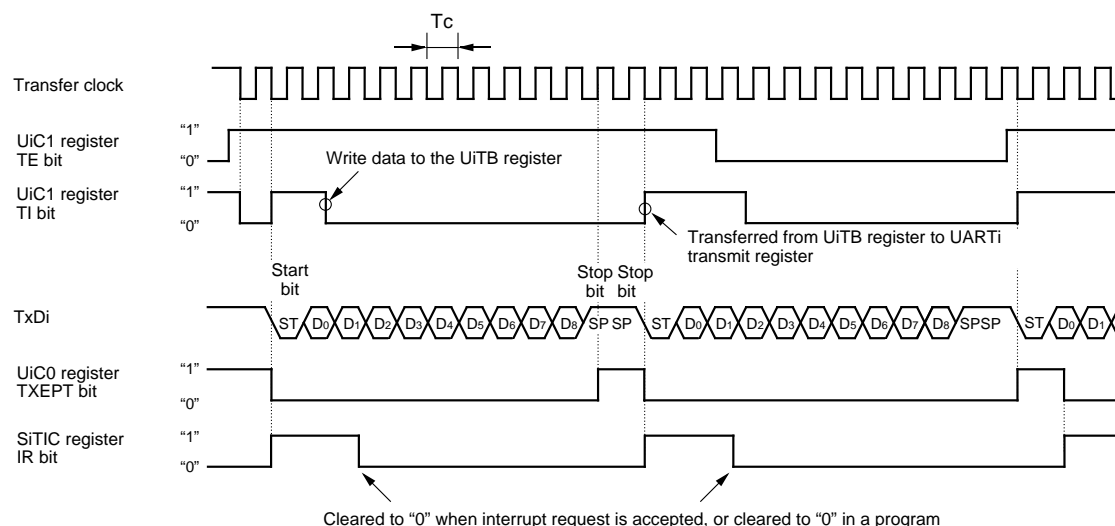 Tc
Transfer clock
UiC1 register
TE bit
“1”
“0”
Write data to the UiTB register
UiC1 register
TI bit
“1”
“0”
Transferred from UiTB register to UARTi
transmit register
Start
bit
Stop
bit
Stop
bit
TxDi
ST D0 D1 D2 D3 D4 D5 D6 D7 D8 SP SP ST D0 D1 D2 D3 D4 D5 D6 D7 D8 SPSP ST D0 D1
UiC0 register
TXEPT bit
“1”
“0”
SiTIC register
IR bit
“1”
“0”
Cleared to “0” when interrupt request is accepted, or cleared to “0” in a program